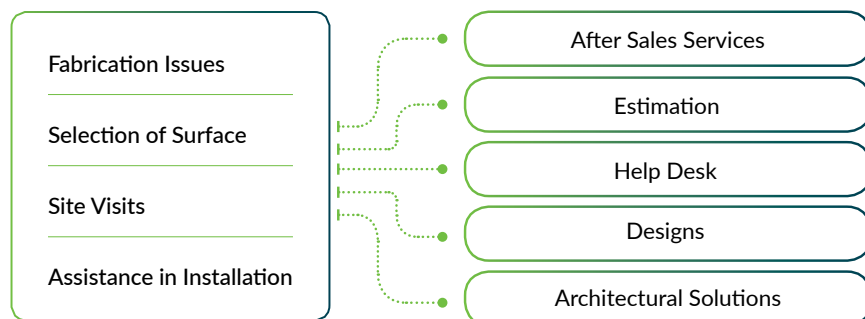 Fabrication Issues
Selection of Surface
Site Visits
Assistance in Installation
After Sales Services
Estimation
Help Desk
Designs
Architectural Solutions